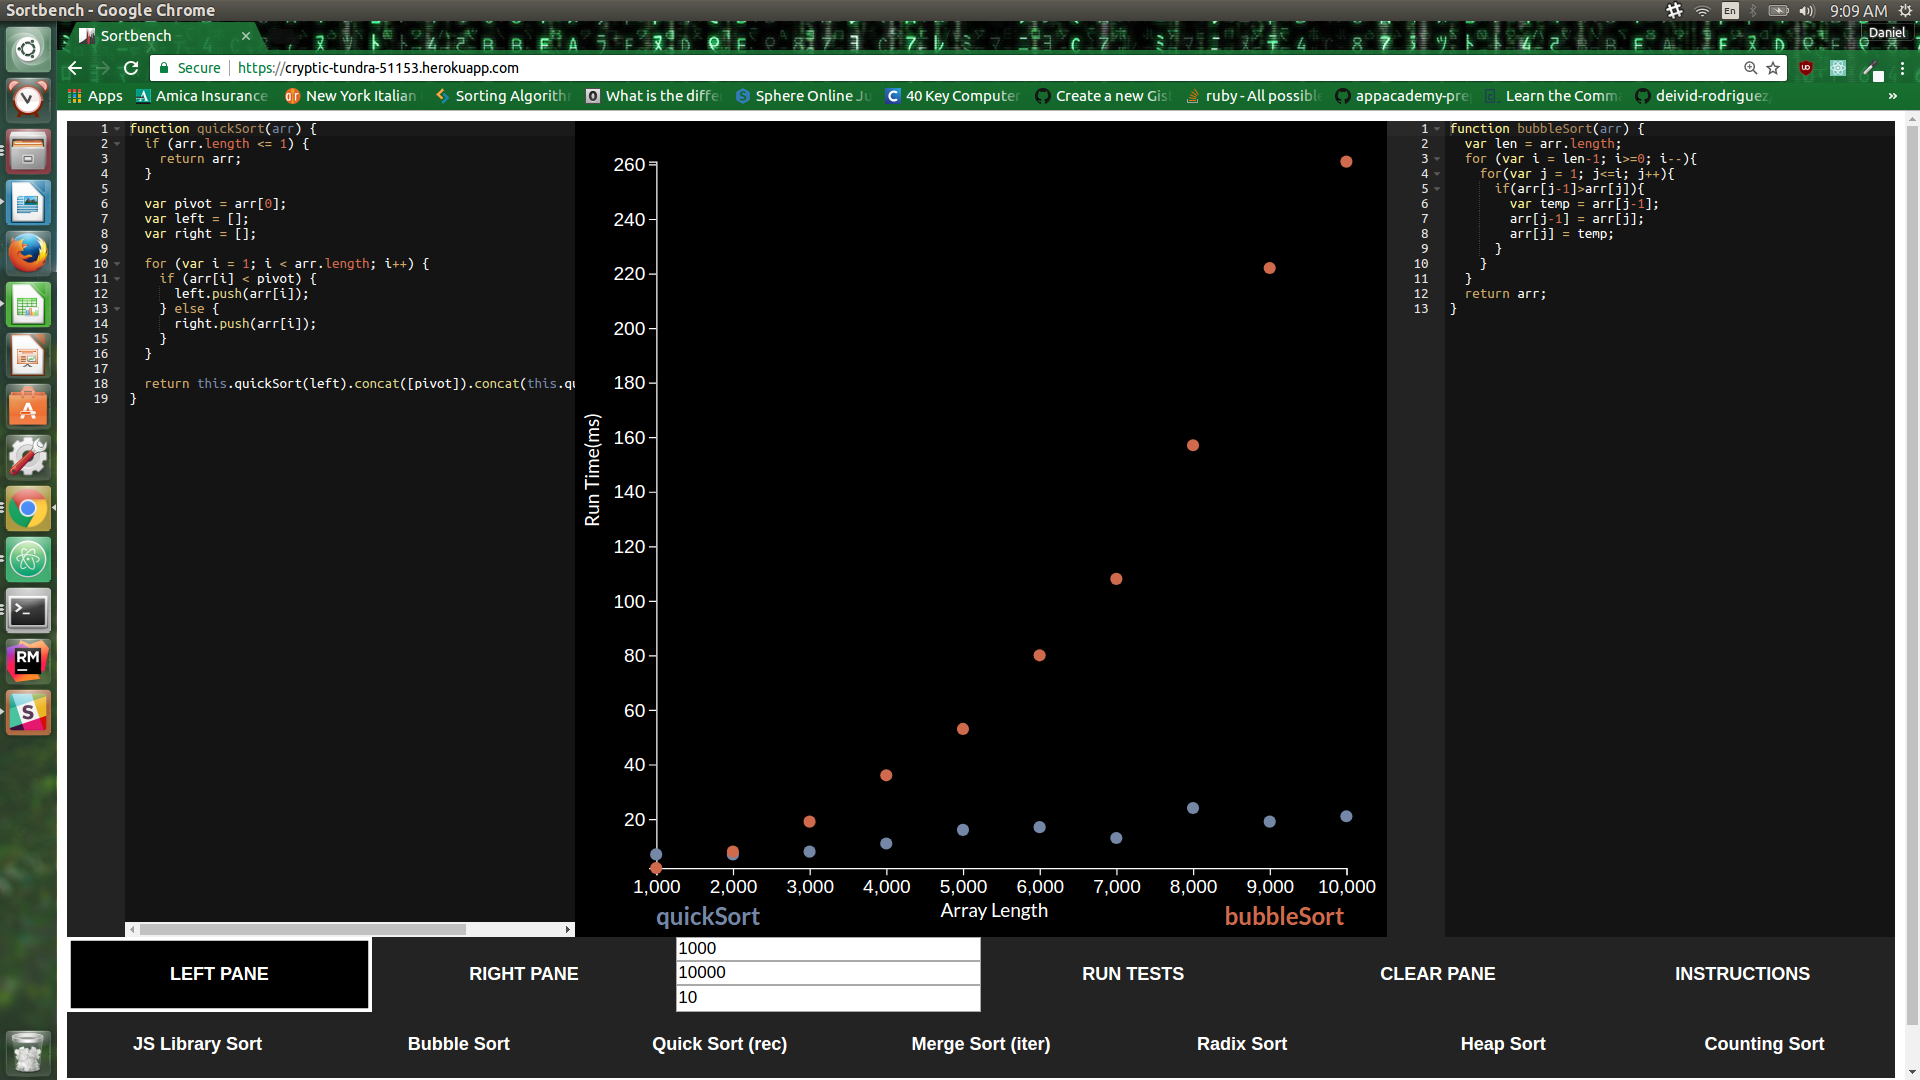 Sortbench - Google Chrome
En
9:09 AM
Sortbench
Daniel
Secure
https://cryptic-tundra-51153.herokuapp.com
Apps
Amica Insurance
New York Italian
Sorting Algorith
What is the diffe
Sphere Online Ju
40 Key Computer
Create a new Gis
ruby - All possibl
appacademy-pre
Learn the Comm
deivid-rodriguez
»
1 function quickSort(arr) {
2 if (arr.length <= 1) {
3 return arr;
4 }
5
6 var pivot = arr[0];
7 var left = [];
8 var right = [];
9
10 for (var i = 1; i < arr.length; i++) {
11 if (arr[i] < pivot) {
12 left.push(arr[i]);
13 } else {
14 right.push(arr[i]);
15 }
16 }
17
18 return this.quickSort(left).concat([pivot]).concat(this.qu
19 }
260
240
220
200
180
160
140
120
100
80
60
40
20
Run Time(ms)
1,000 2,000 3,000 4,000 5,000 6,000 7,000 8,000 9,000 10,000
Array Length
quickSort
bubbleSort
1 function bubbleSort(arr) {
2 var len = arr.length;
3 for (var i = len-1; i>=0; i--){
4 for(var j = 1; j<=i; j++){
5 if(arr[j-1]>arr[j]){
6 var temp = arr[j-1];
7 arr[j-1] = arr[j];
8 arr[j] = temp;
9 }
10 }
11 }
12 return arr;
13 }
LEFT PANE
RIGHT PANE
1000
10000
10
RUN TESTS
CLEAR PANE
INSTRUCTIONS
JS Library Sort
Bubble Sort
Quick Sort (rec)
Merge Sort (iter)
Radix Sort
Heap Sort
Counting Sort
RM
S